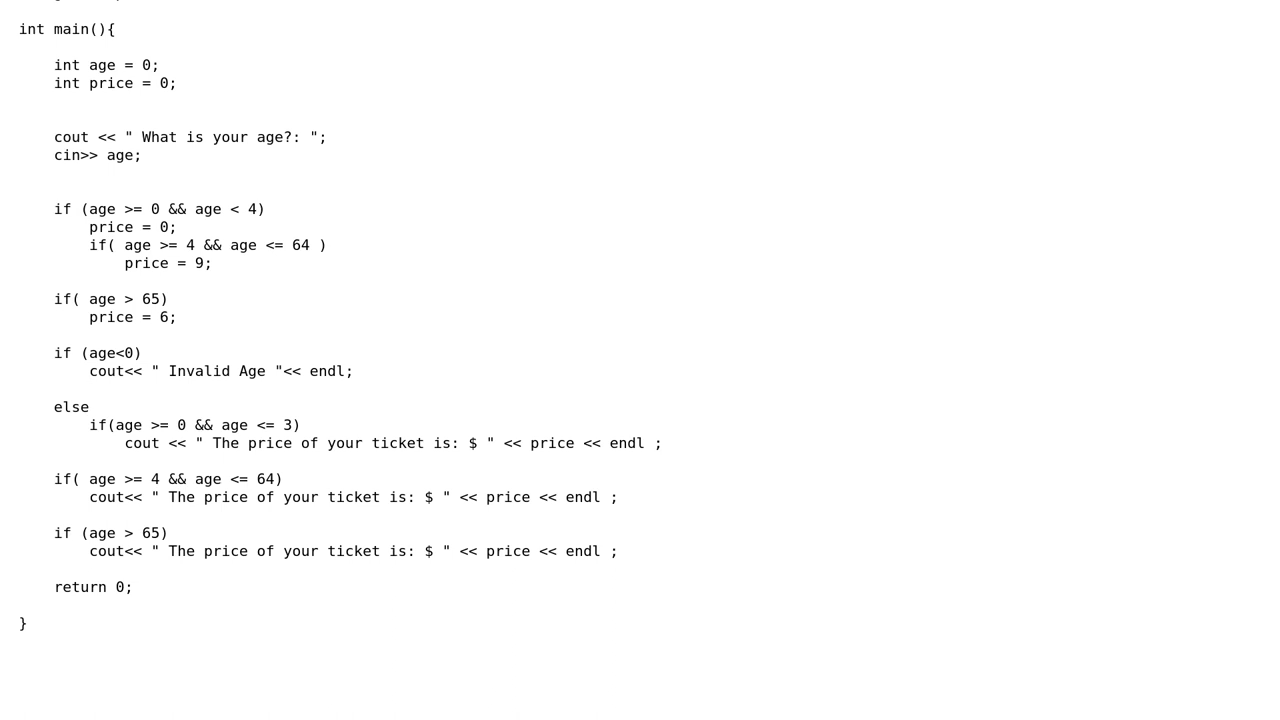 int main(){
    int age = 0;
    int price = 0;
    cout << " What is your age?: ";
    cin>> age;
    if (age >= 0 && age < 4)
        price = 0;
        if( age >= 4 && age <= 64 )
            price = 9;
    if( age > 65)
        price = 6;
    if (age<0)
        cout<< " Invalid Age "<< endl;
    else
        if(age >= 0 && age <= 3)
            cout << " The price of your ticket is: $ " << price << endl ;
    if( age >= 4 && age <= 64)
        cout<< " The price of your ticket is: $ " << price << endl ;
    if (age > 65)
        cout<< " The price of your ticket is: $ " << price << endl ;
    return 0;
}